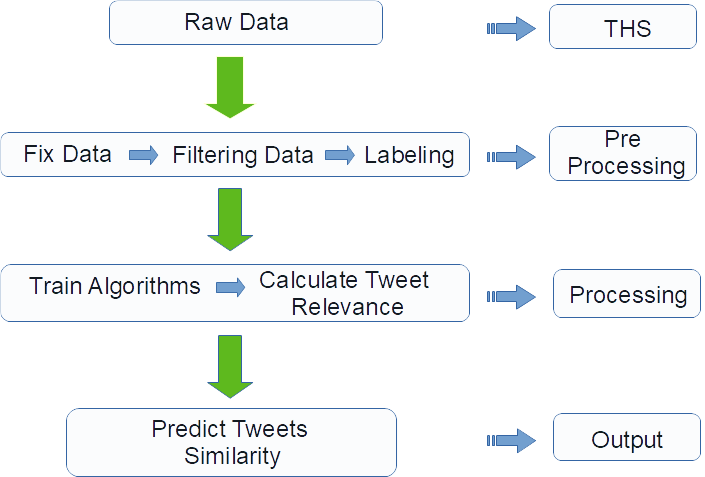 Raw Data
THS
Fix Data
Filtering Data
Labeling
Pre
Processing
Train Algorithms
Calculate Tweet
Relevance
Processing
Predict Tweets
Similarity
Output